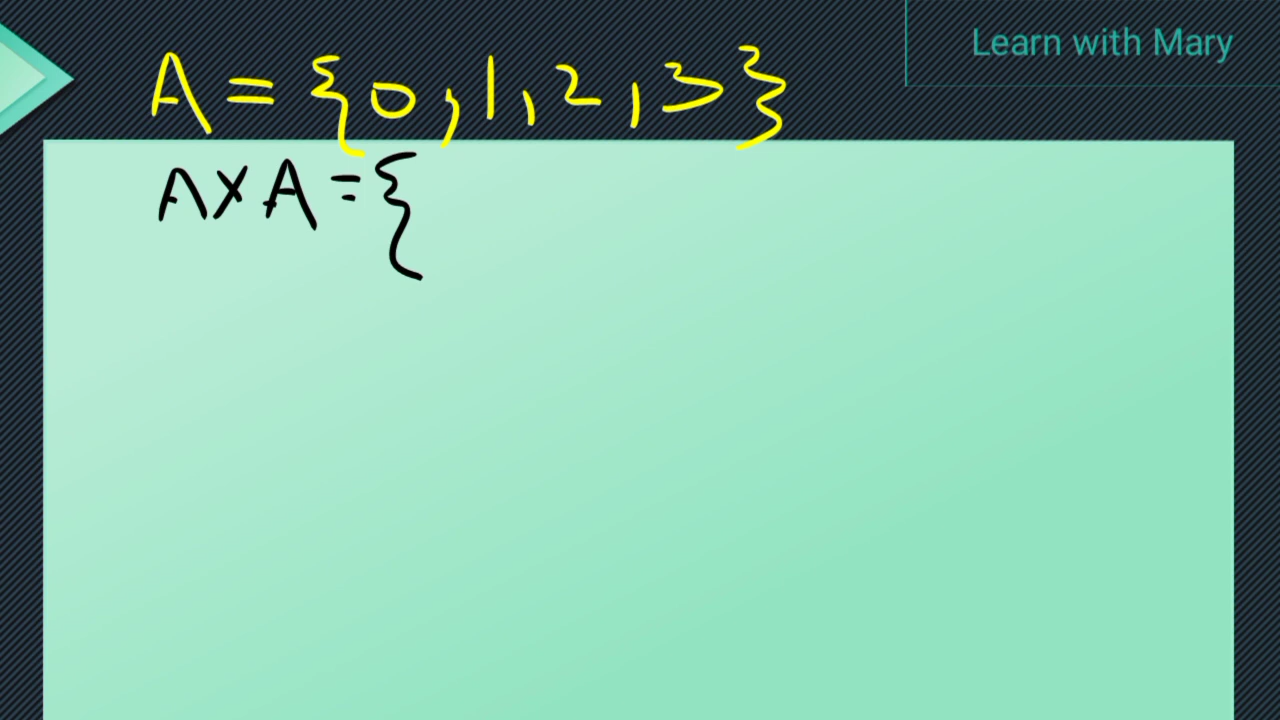 Learn with Mary
A = {0, 1, 2, 3}
A × A = {